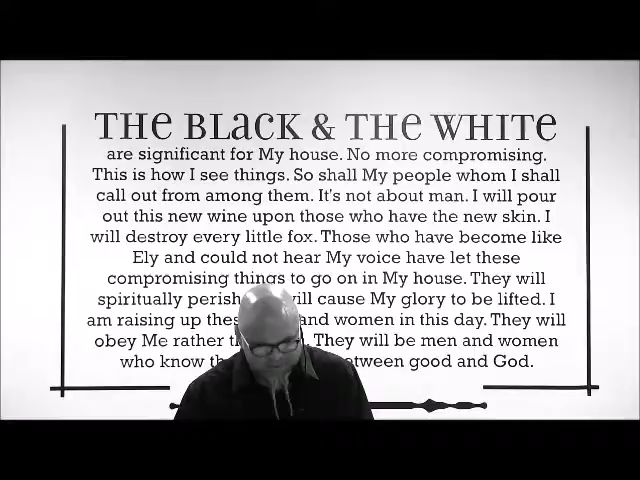 THE BLACK & THE WHITE
are significant for My house. No more compromising.
This is how I see things. So shall My people whom I shall
call out from among them. It's not about man. I will pour
out this new wine upon those who have the new skin. I
will destroy every little fox. Those who have become like
Ely and could not hear My voice have let these
compromising things to go on in My house. They will
spiritually perish will cause My glory to be lifted. I
am raising up and women in this day. They will
obey Me rather They will be men and women
who know between good and God.